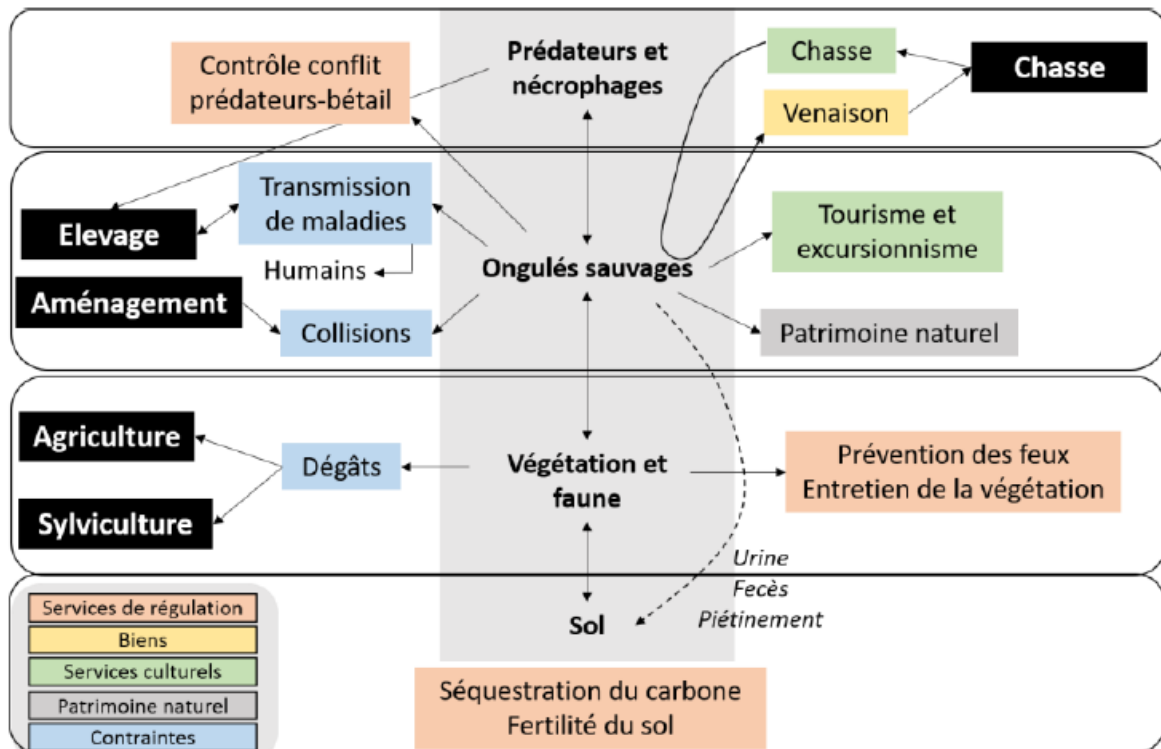 Prédateurs et
nécrophages
Contrôle conflit
prédateurs-bétail
Chasse
Chasse
Venaison
Transmission
de maladies
Elevage
Humains
Ongulés sauvages
Tourisme et
excursionnisme
Aménagement
Collisions
Patrimoine naturel
Agriculture
Dégâts
Végétation et
faune
Prévention des feux
Entretien de la végétation
Sylviculture
Urine
Fecès
Piétinement
Sol
Séquestration du carbone
Fertilité du sol
Services de régulation
Biens
Services culturels
Patrimoine naturel
Contraintes